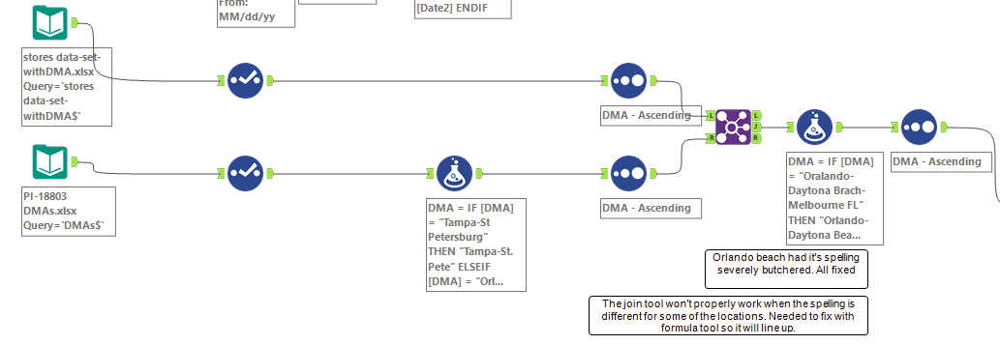 From:
MM/dd/yy
[Date2] ENDIF
stores data-set-
withDMA.xlsx
Query=`stores
data-set-
withDMA$`
DMA - Ascending
L
R
L
J
R
DMA - Ascending
PI-18803
DMAs.xlsx
Query=`DMAs$`
DMA = IF [DMA]
= "Tampa-St
Petersburg"
THEN "Tampa-St.
Pete" ELSEIF
[DMA] = "Orl...
DMA - Ascending
DMA = IF [DMA]
= "Oralando-
Daytona Brach-
Melbourne FL"
THEN "Orlando-
Daytona Bea...
Orlando beach had it's spelling
severely butchered. All fixed
The join tool won't properly work when the spelling is
different for some of the locations. Needed to fix with
formula tool so it will line up.